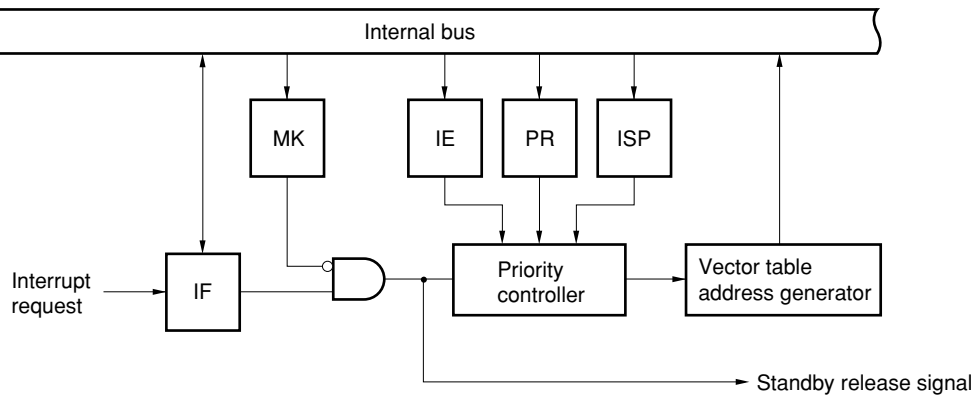 Internal bus
MK
IE
PR
ISP
Interrupt
request
IF
Priority
controller
Vector table
address generator
Standby release signal